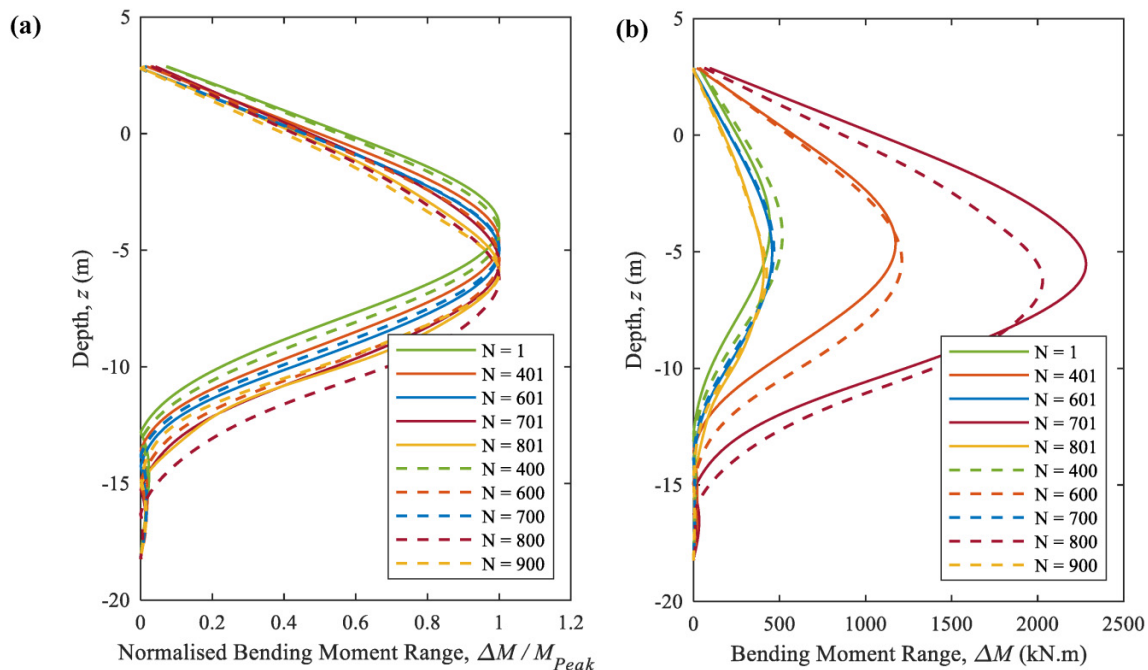 (a)
5
0
-5
-10
-15
-20
Depth, z (m)
0
0.2
0.4
0.6
0.8
1
1.2
Normalised Bending Moment Range, ΔM / M_Peak
N = 1
N = 401
N = 601
N = 701
N = 801
N = 400
N = 600
N = 700
N = 800
N = 900
(b)
5
0
-5
-10
-15
-20
Depth, z (m)
0
500
1000
1500
2000
2500
Bending Moment Range, ΔM (kN.m)
N = 1
N = 401
N = 601
N = 701
N = 801
N = 400
N = 600
N = 700
N = 800
N = 900